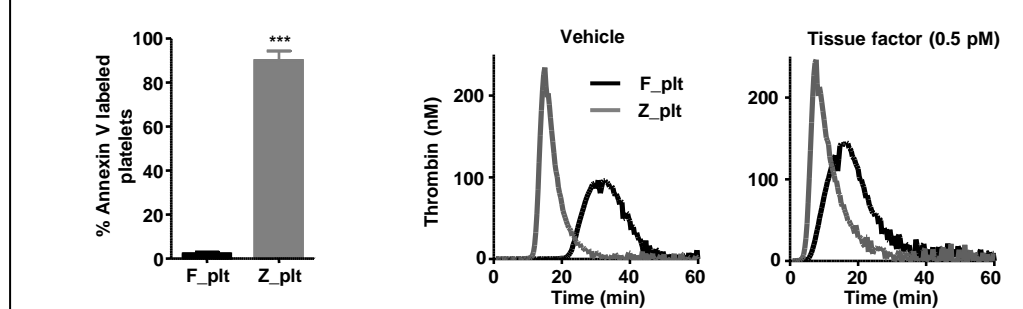 % Annexin V labeled
platelets
100
80
60
40
20
0
***
F_plt
Z_plt
Vehicle
Thrombin (nM)
200
100
0
F_plt
Z_plt
0
20
40
60
Time (min)
Tissue factor (0.5 pM)
200
100
0
0
20
40
60
Time (min)